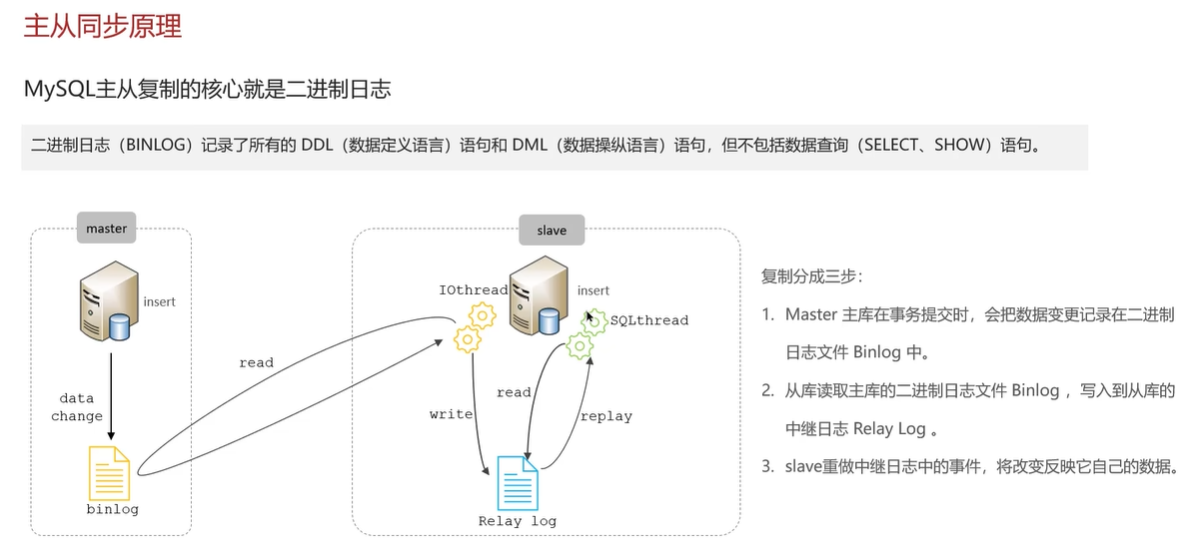 主从同步原理
MySQL主从复制的核心就是二进制日志
二进制日志（BINLOG）记录了所有的 DDL（数据定义语言）语句和 DML（数据操纵语言）语句，但不包括数据查询（SELECT、SHOW）语句。
master
insert
data
change
binlog
read
slave
IOthread
insert
SQLthread
read
write
replay
Relay log
复制分成三步：
1. Master 主库在事务提交时，会把数据变更记录在二进制
日志文件 Binlog 中。
2. 从库读取主库的二进制日志文件 Binlog ，写入到从库的
中继日志 Relay Log 。
3. slave重做中继日志中的事件，将改变反映它自己的数据。